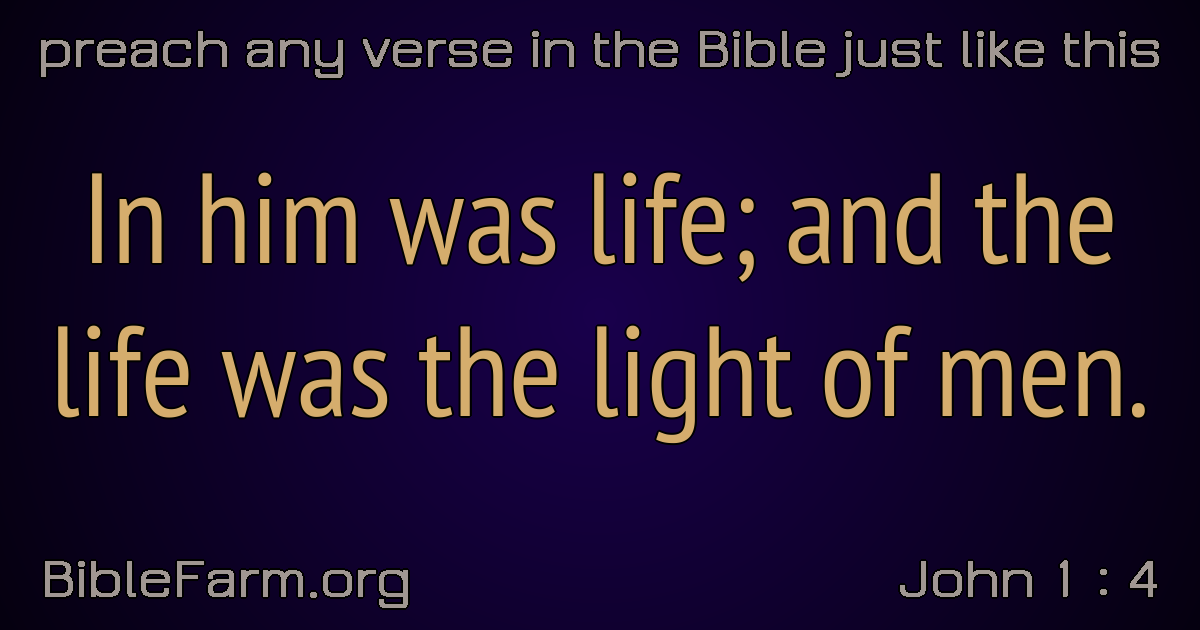 preach any verse in the Bible just like this
In him was life; and the
life was the light of men.
BibleFarm.org
John 1 : 4